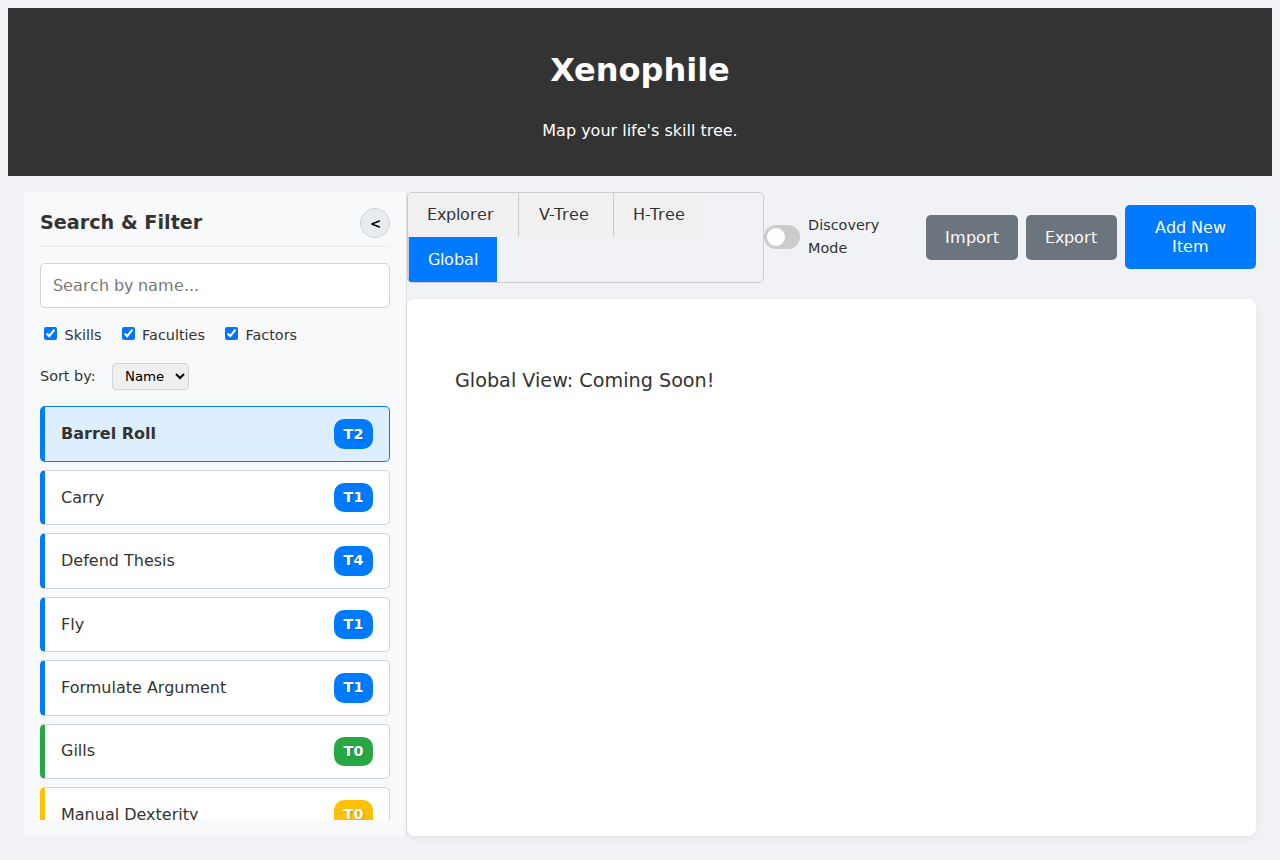 Xenophile
Map your life's skill tree.
Search & Filter
<
Search by name...
Skills
Faculties
Factors
Sort by:
Name
Barrel Roll
T2
Carry
T1
Defend Thesis
T4
Fly
T1
Formulate Argument
T1
Gills
T0
Manual Dexterity
T0
Explorer
V-Tree
H-Tree
Global
Discovery
Mode
Import
Export
Add New
Item
Global View: Coming Soon!